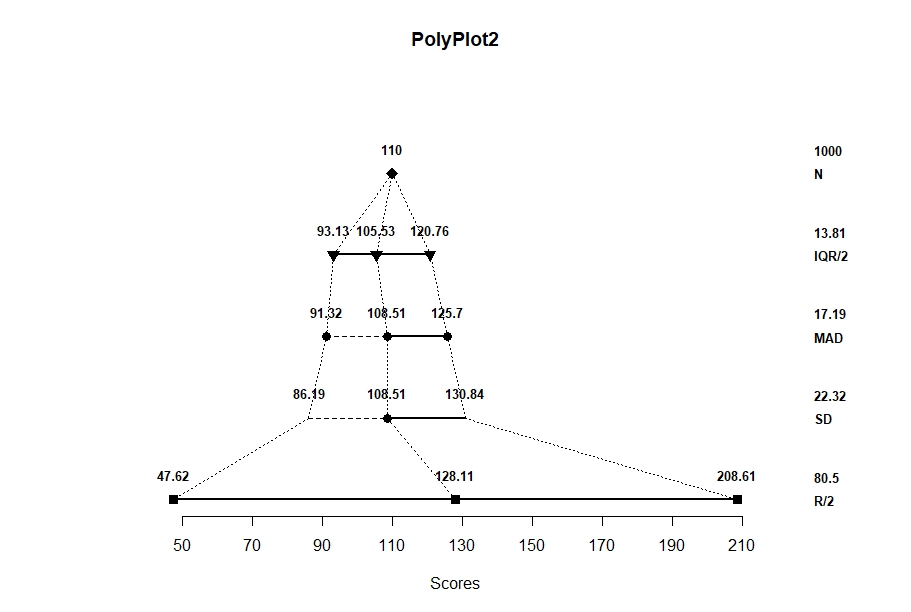 PolyPlot2
110
1000
N
93.13 105.53 120.76
13.81
IQR/2
91.32 108.51 125.7
17.19
MAD
86.19 108.51 130.84
22.32
SD
47.62 128.11 208.61
80.5
R/2
50 70 90 110 130 150 170 190 210
Scores